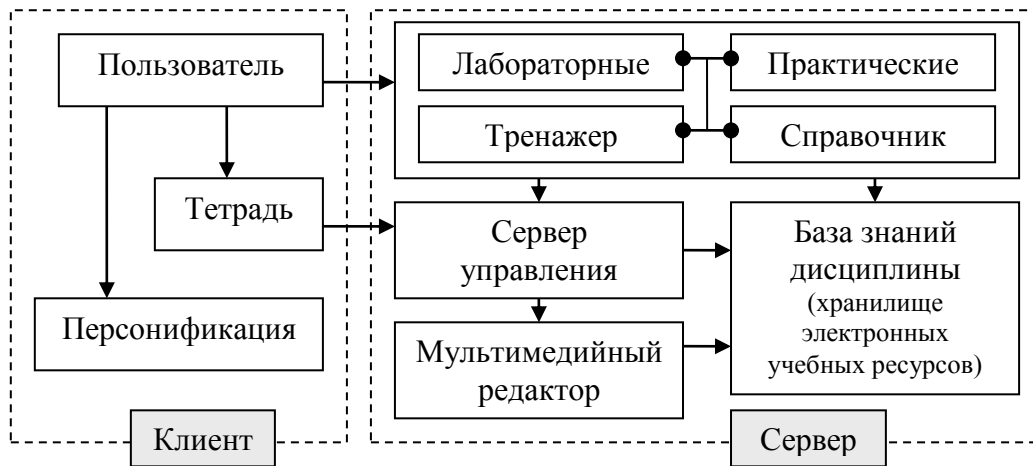 Пользователь
Тетрадь
Персонификация
Клиент
Лабораторные
Практические
Тренажер
Справочник
Сервер
управления
База знаний
дисциплины
(хранилище
электронных
учебных ресурсов)
Мультимедийный
редактор
Сервер